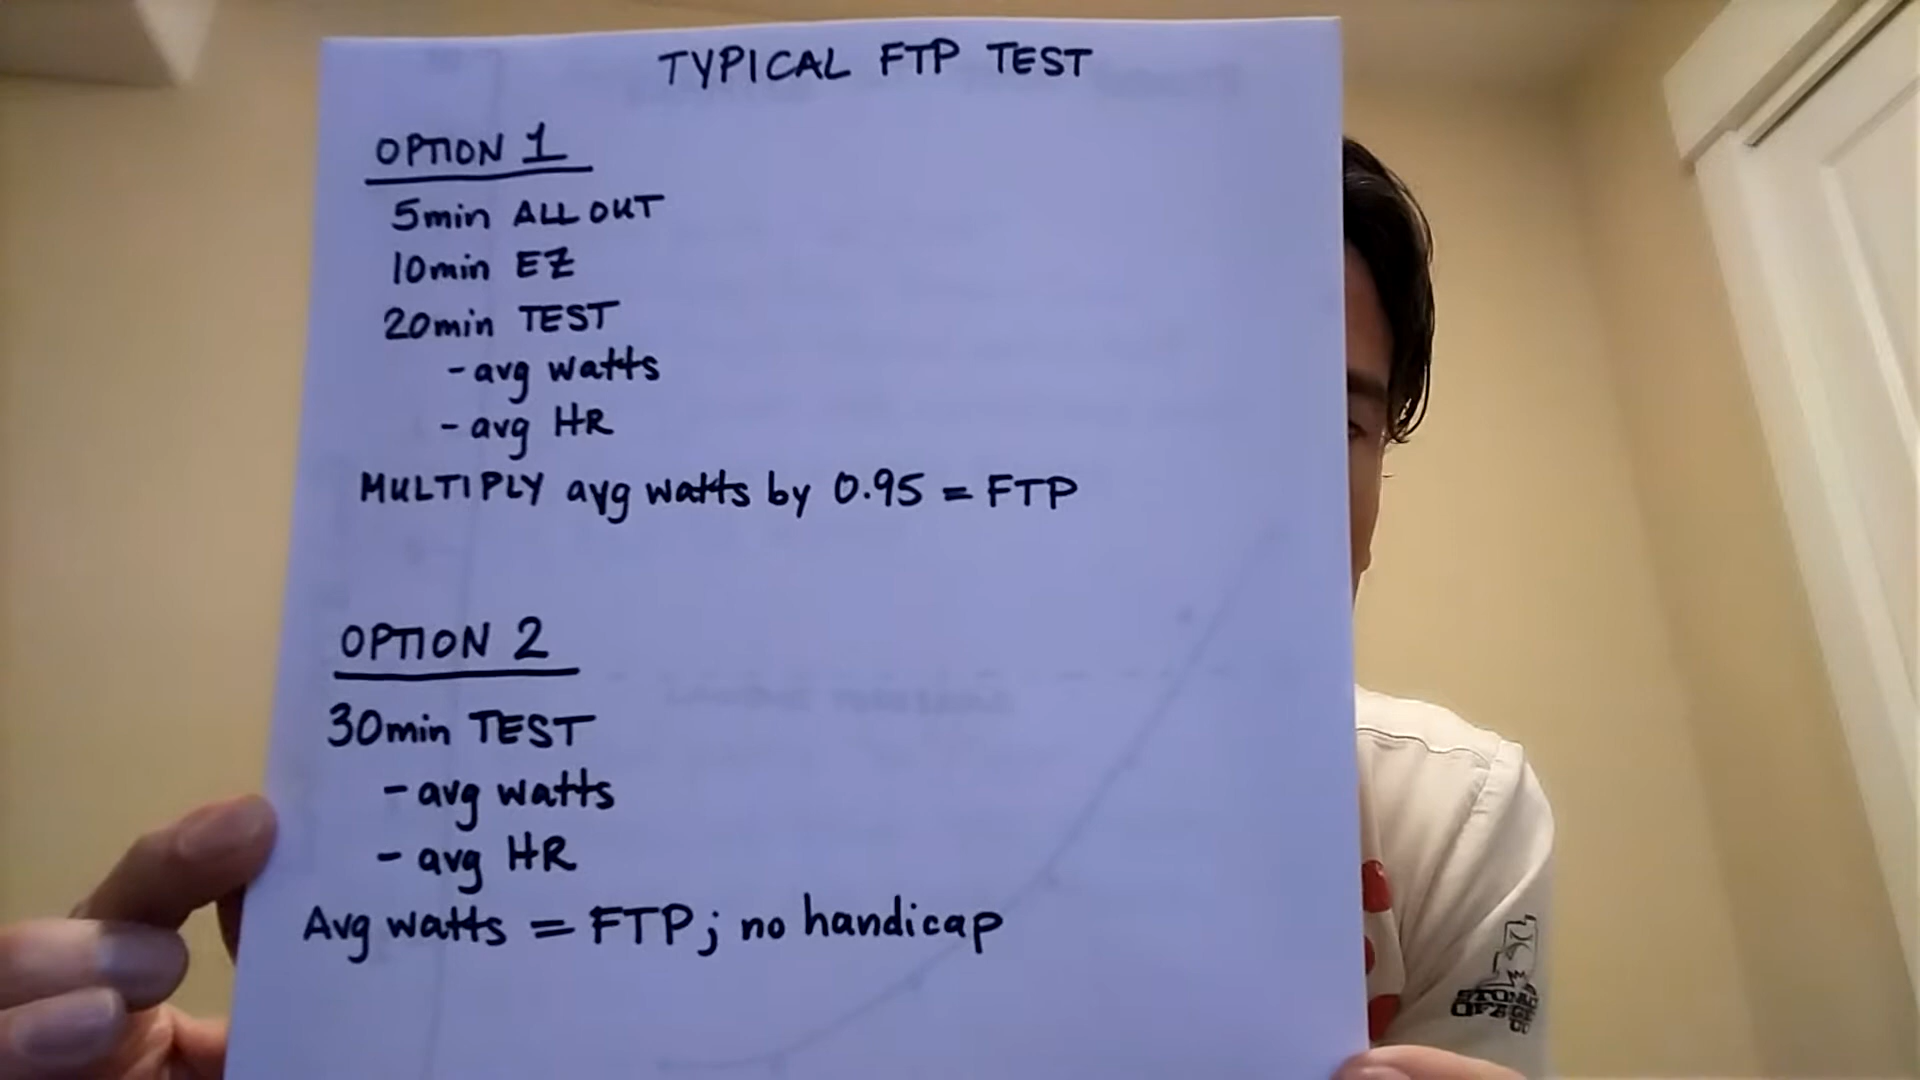 TYPICAL FTP TEST
OPTION 1
5min ALL OUT
10min EZ
20min TEST
- avg watts
- avg HR
MULTIPLY avg watts by 0.95 = FTP
OPTION 2
30min TEST
- avg watts
- avg HR
Avg watts = FTP; no handicap